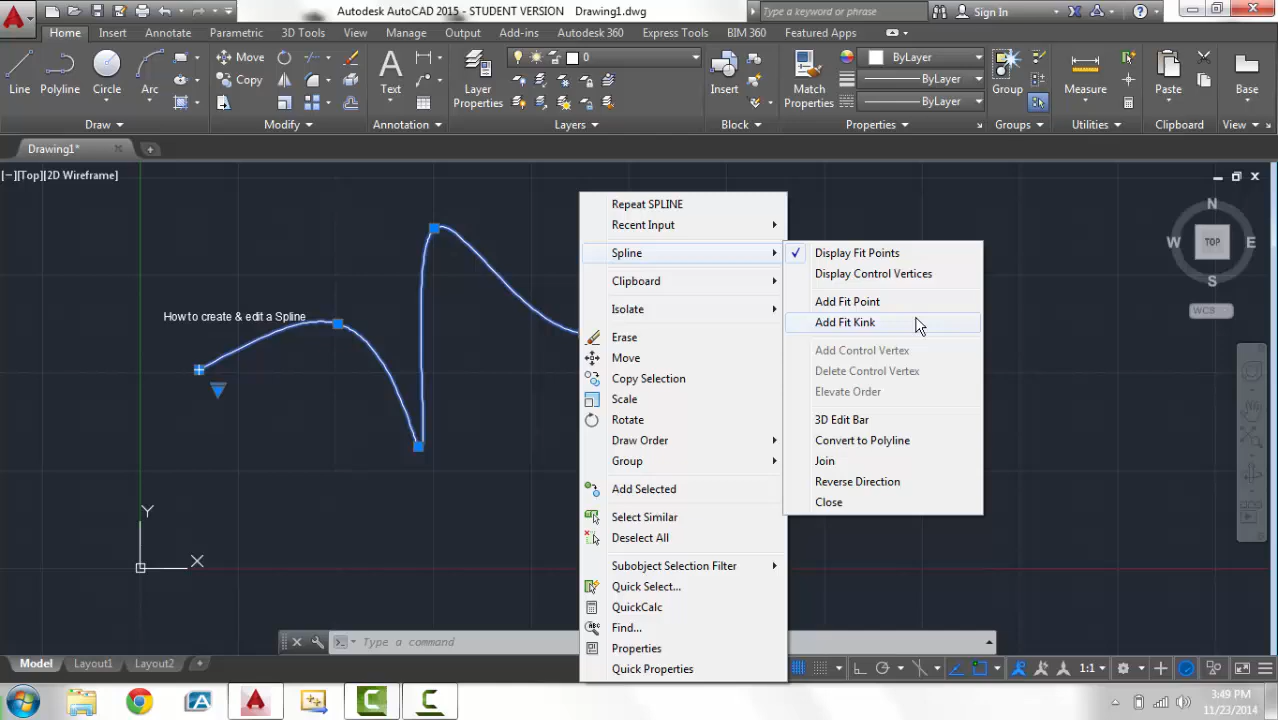 Autodesk AutoCAD 2015 - STUDENT VERSION Drawing1.dwg
Type a keyword or phrase
Sign In
Home Insert Annotate Parametric 3D Tools View Manage Output Add-ins Autodesk 360 Express Tools BIM 360 Featured Apps
Line
Polyline
Circle
Arc
Draw
Move
Copy
Modify
Text
Annotation
Layer
Properties
0
Layers
Insert
Block
Match
Properties
ByLayer
ByLayer
ByLayer
Properties
Group
Groups
Measure
Utilities
Paste
Clipboard
Base
View
Drawing1*
[−][Top][2D Wireframe]
How to create & edit a Spline
Y
X
N
W
TOP
E
S
WCS
Repeat SPLINE
Recent Input
Spline
Clipboard
Isolate
Erase
Move
Copy Selection
Scale
Rotate
Draw Order
Group
Add Selected
Select Similar
Deselect All
Subobject Selection Filter
Quick Select...
QuickCalc
Find...
Properties
Quick Properties
Display Fit Points
Display Control Vertices
Add Fit Point
Add Fit Kink
Add Control Vertex
Delete Control Vertex
Elevate Order
3D Edit Bar
Convert to Polyline
Join
Reverse Direction
Close
Type a command
Model Layout1 Layout2
1:1
3:49 PM
11/23/2014